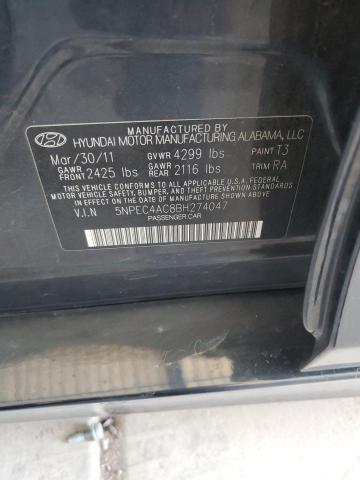 MANUFACTURED BY
HYUNDAI MOTOR MANUFACTURING ALABAMA, LLC
Mar/30/11 GVWR 4299 lbs PAINT T3
GAWR FRONT 2425 lbs GAWR REAR 2116 lbs TRIM RA
THIS VEHICLE CONFORMS TO ALL APPLICABLE U.S. FEDERAL
MOTOR VEHICLE SAFETY, BUMPER, AND THEFT PREVENTION STANDARDS
IN EFFECT ON THE DATE OF MANUFACTURE SHOWN ABOVE.
V.I.N 5NPEC4AC8BH274047
PASSENGER CAR